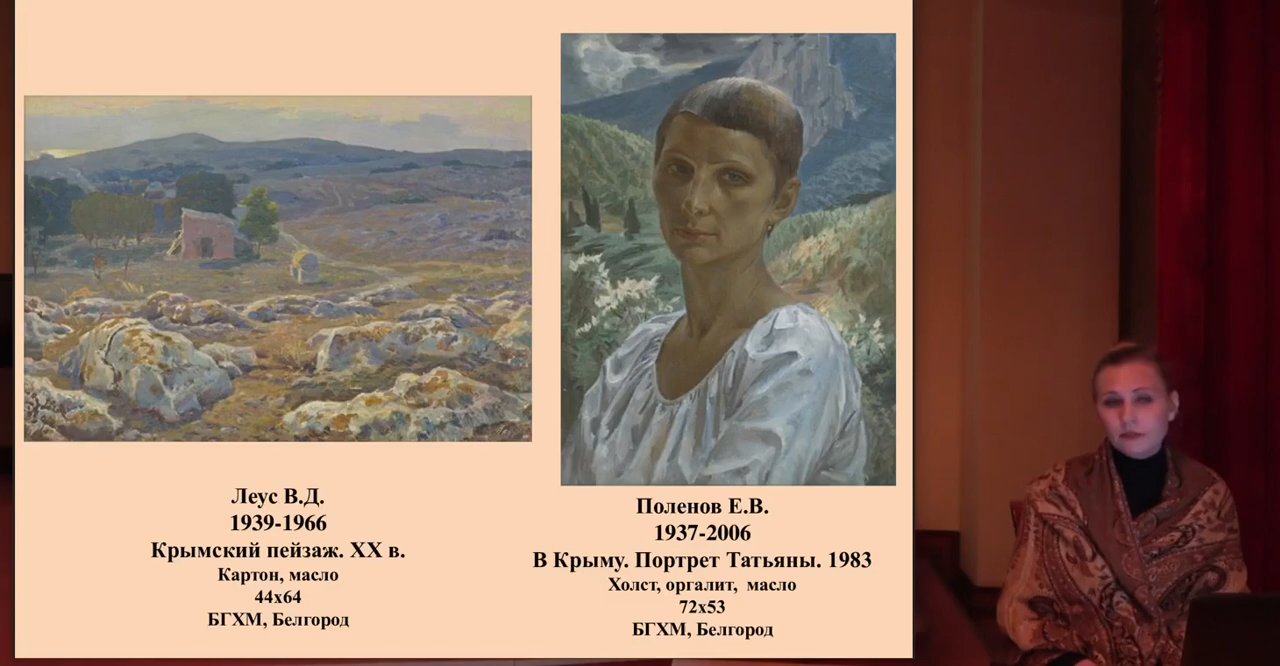 Леус В.Д.
1939-1966
Крымский пейзаж. XX в.
Картон, масло
44х64
БГХМ, Белгород
Поленов Е.В.
1937-2006
В Крыму. Портрет Татьяны. 1983
Холст, оргалит, масло
72х53
БГХМ, Белгород